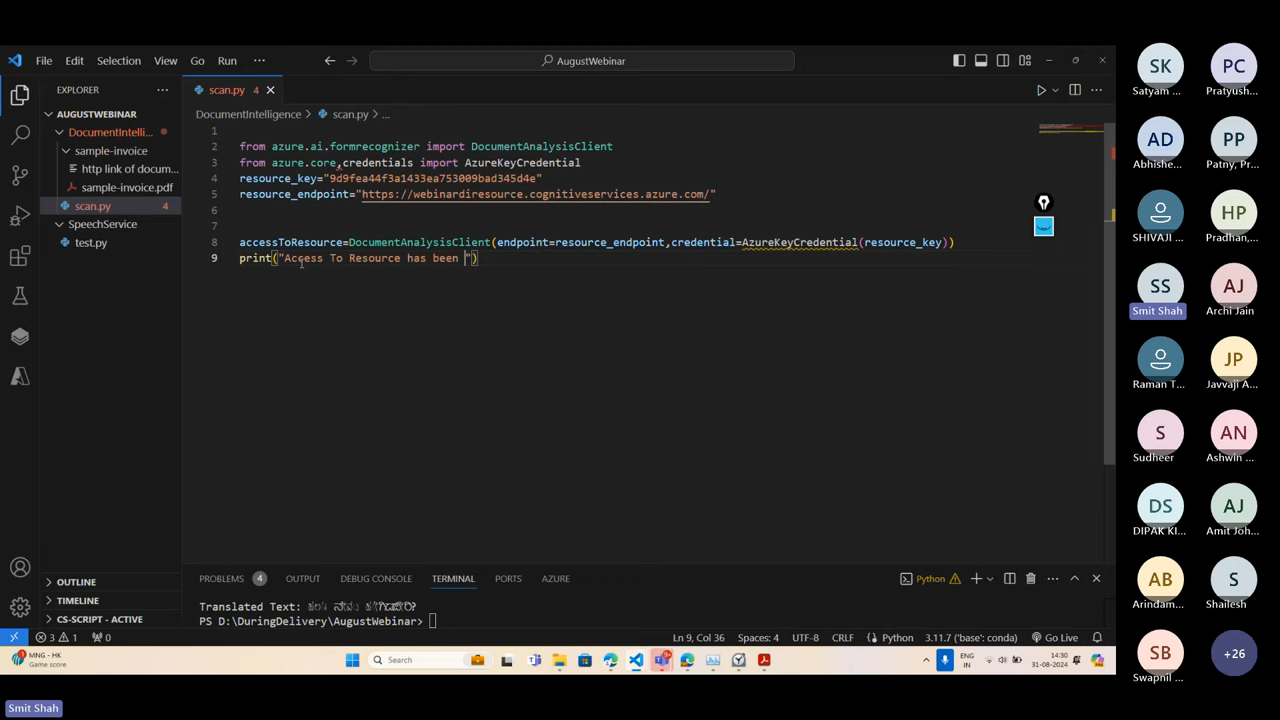 File Edit Selection View Go Run ··· AugustWebinar
EXPLORER ···
AUGUSTWEBINAR
DocumentIntelli...
sample-invoice
http link of docum...
sample-invoice.pdf
scan.py 4
SpeechService
test.py
OUTLINE
TIMELINE
CS-SCRIPT - ACTIVE
scan.py 4
DocumentIntelligence > scan.py > ...
1
2 from azure.ai.formrecognizer import DocumentAnalysisClient
3 from azure.core,credentials import AzureKeyCredential
4 resource_key="9d9fea44f3a1433ea753009bad345d4e"
5 resource_endpoint="https://webinardiresource.cognitiveservices.azure.com/"
6
7
8 accessToResource=DocumentAnalysisClient(endpoint=resource_endpoint,credential=AzureKeyCredential(resource_key))
9 print("Access To Resource has been ")
PROBLEMS 4 OUTPUT DEBUG CONSOLE TERMINAL PORTS AZURE
Python
Translated Text:
PS D:\DuringDelivery\AugustWebinar>
3 1 0 Ln 9, Col 36 Spaces: 4 UTF-8 CRLF Python 3.11.7 ('base': conda) Go Live
MNG - HK
Game score
Search
ENG
IN
14:30
31-08-2024
SK
Satyam ...
PC
Pratyush...
AD
Abhishe...
PP
Patny, Pr...
SHIVAJI ...
HP
Pradhan,...
SS
Smit Shah
AJ
Archi Jain
Raman T...
JP
Javvaji A...
S
Sudheer
AN
Ashwin ...
DS
DIPAK KI...
AJ
Amit Joh...
AB
Arindam...
S
Shailesh
SB
Swapnil ...
+26
Smit Shah